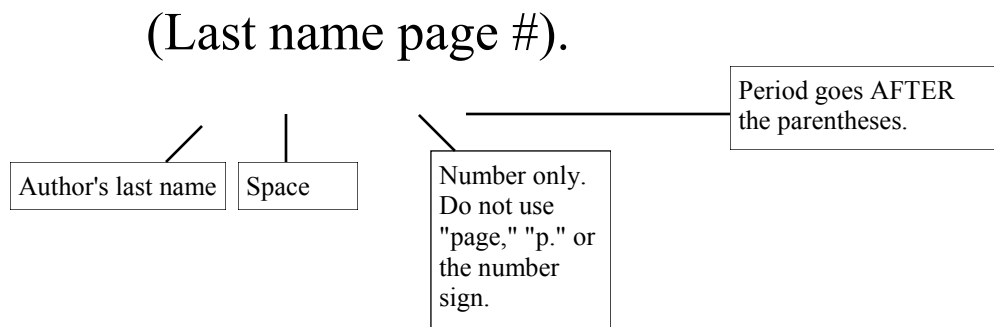 (Last name page #).
Period goes AFTER
the parentheses.
Author's last name
Space
Number only.
Do not use
"page," "p." or
the number
sign.